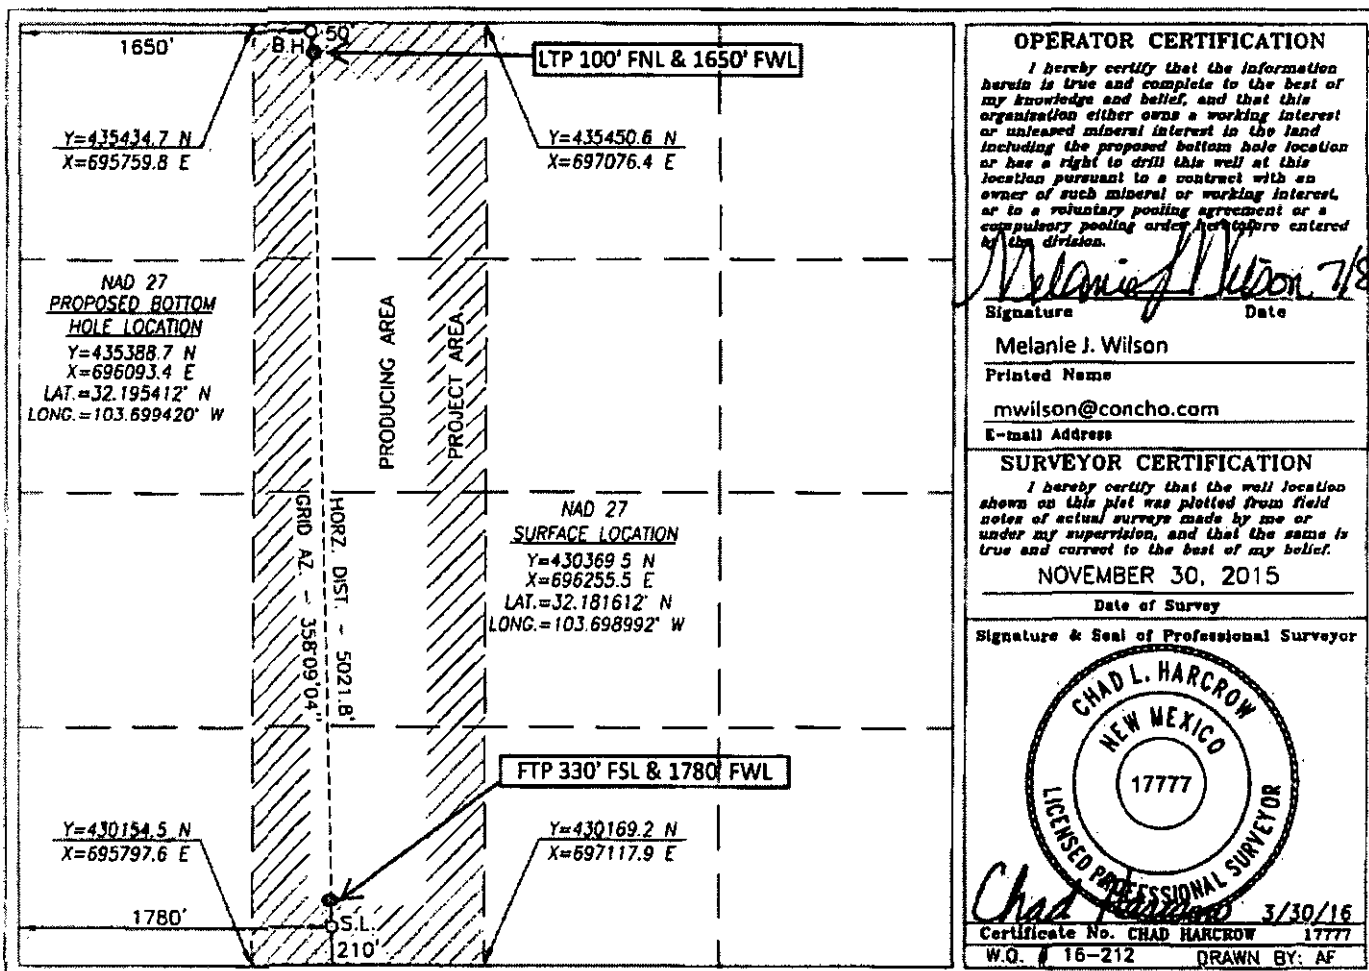 1650'
50'
B.H.
LTP 100' FNL & 1650' FWL
Y=435434.7 N
X=695759.8 E
Y=435450.6 N
X=697076.4 E
NAD 27
PROPOSED BOTTOM
HOLE LOCATION
Y=435388.7 N
X=696093.4 E
LAT.=32.195412° N
LONG.=103.699420° W
PRODUCING AREA
PROJECT AREA
HORZ. DIST. - 5021.8'
GRID AZ. - 358°09'04"
NAD 27
SURFACE LOCATION
Y=430369.5 N
X=696255.5 E
LAT.=32.181612° N
LONG.=103.698992° W
FTP 330' FSL & 1780' FWL
Y=430154.5 N
X=695797.6 E
Y=430169.2 N
X=697117.9 E
1780'
S.L.
210'
OPERATOR CERTIFICATION
I hereby certify that the information
herein is true and complete to the best of
my knowledge and belief, and that this
organization either owns a working interest
or unleased mineral interest in the land
including the proposed bottom hole location
or has a right to drill this well at this
location pursuant to a contract with an
owner of such mineral or working interest,
or to a voluntary pooling agreement or a
compulsory pooling order heretofore entered
by the division.
Melanie J Wilson 7/8
Signature Date
Melanie J. Wilson
Printed Name
mwilson@concho.com
E-mail Address
SURVEYOR CERTIFICATION
I hereby certify that the well location
shown on this plat was plotted from field
notes of actual surveys made by me or
under my supervision, and that the same is
true and correct to the best of my belief.
NOVEMBER 30, 2015
Date of Survey
Signature & Seal of Professional Surveyor
CHAD L. HARCROW
NEW MEXICO
17777
LICENSED PROFESSIONAL SURVEYOR
Chad Harcrow 3/30/16
Certificate No. CHAD HARCROW 17777
W.O. # 16-212 DRAWN BY: AF